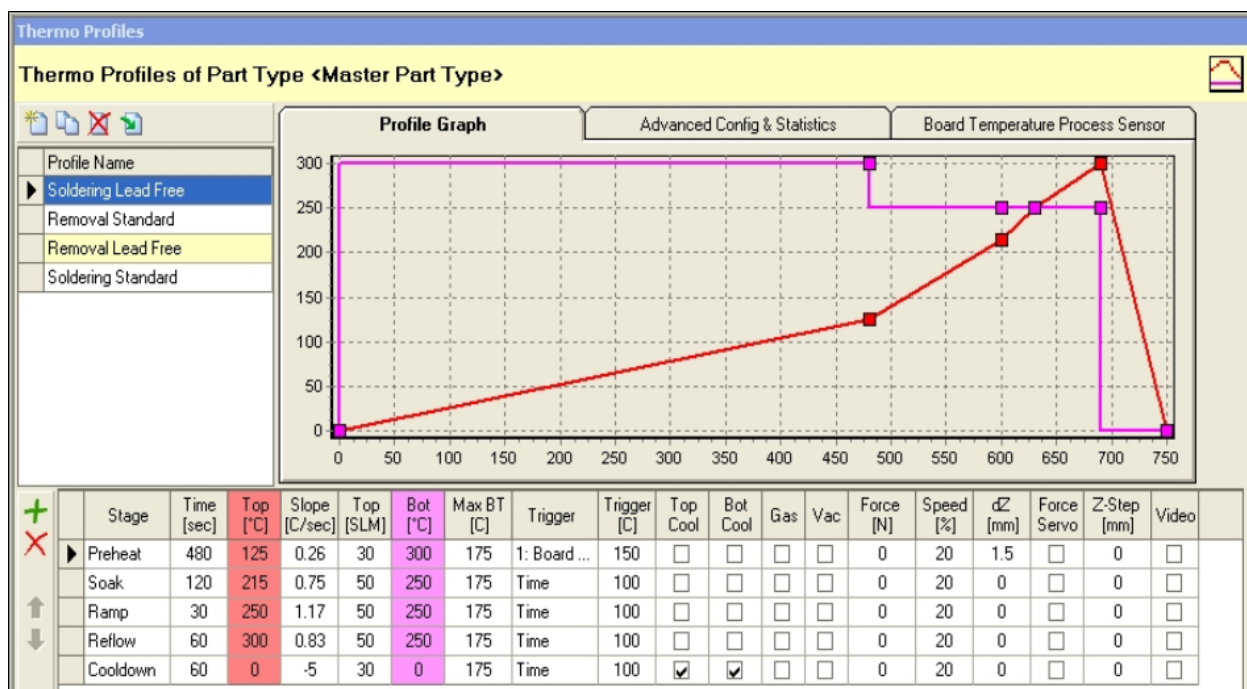 Thermo Profiles
Thermo Profiles of Part Type <Master Part Type>
Profile Graph Advanced Config & Statistics Board Temperature Process Sensor
Profile Name
Soldering Lead Free
Removal Standard
Removal Lead Free
Soldering Standard
300
250
200
150
100
50
0
0 50 100 150 200 250 300 350 400 450 500 550 600 650 700 750
Stage Time [sec] Top [°C] Slope [C/sec] Top [SLM] Bot [°C] Max BT [C] Trigger Trigger [C] Top Cool Bot Cool Gas Vac Force [N] Speed [%] dZ [mm] Force Servo Z-Step [mm] Video
Preheat 480 125 0.26 30 300 175 1: Board ... 150 0 20 1.5 0
Soak 120 215 0.75 50 250 175 Time 100 0 20 0 0
Ramp 30 250 1.17 50 250 175 Time 100 0 20 0 0
Reflow 60 300 0.83 50 250 175 Time 100 0 20 0 0
Cooldown 60 0 -5 30 0 175 Time 100 0 20 0 0